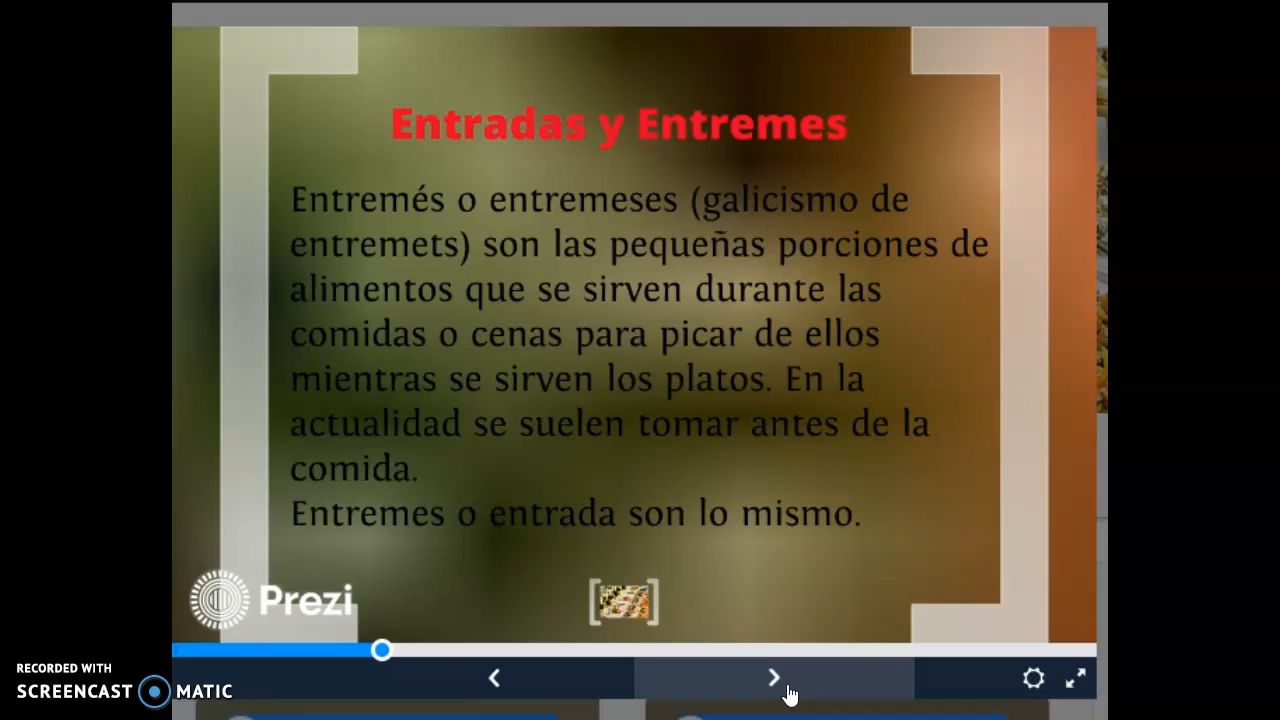 Entradas y Entremes
Entremés o entremeses (galicismo de
entremets) son las pequeñas porciones de
alimentos que se sirven durante las
comidas o cenas para picar de ellos
mientras se sirven los platos. En la
actualidad se suelen tomar antes de la
comida.
Entremes o entrada son lo mismo.
Prezi
RECORDED WITH
SCREENCAST MATIC